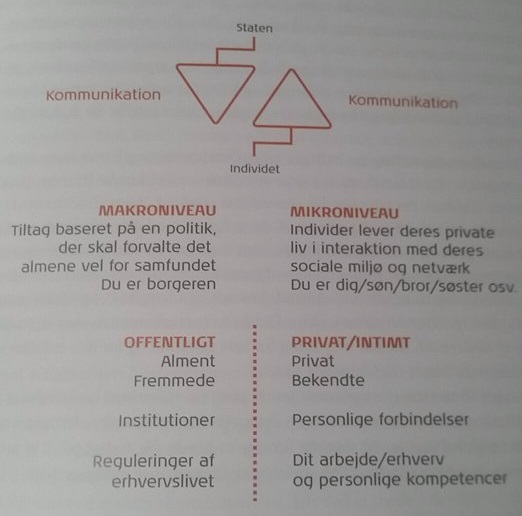 Staten
Kommunikation
Kommunikation
Individet
MAKRONIVEAU
Tiltag baseret på en politik,
der skal forvalte det
almene vel for samfundet
Du er borgeren
MIKRONIVEAU
Individer lever deres private
liv i interaktion med deres
sociale miljø og netværk
Du er dig/søn/bror/søster osv.
OFFENTLIGT
Alment
Fremmede
Institutioner
Reguleringer af
erhvervslivet
PRIVAT/INTIMT
Privat
Bekendte
Personlige forbindelser
Dit arbejde/erhverv
og personlige kompetencer